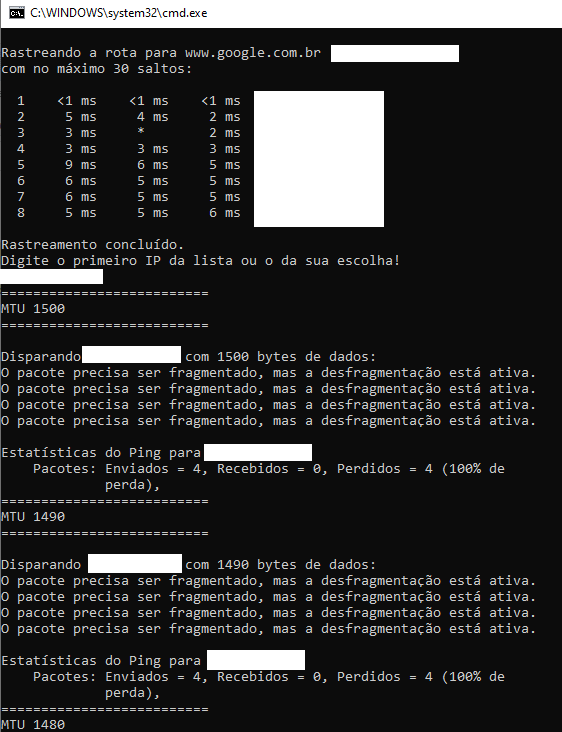 C:\WINDOWS\system32\cmd.exe
Rastreando a rota para www.google.com.br
com no máximo 30 saltos:
1 <1 ms <1 ms <1 ms
2 5 ms 4 ms 2 ms
3 3 ms * 2 ms
4 3 ms 3 ms 3 ms
5 9 ms 6 ms 5 ms
6 6 ms 5 ms 5 ms
7 6 ms 5 ms 5 ms
8 5 ms 5 ms 6 ms
Rastreamento concluído.
Digite o primeiro IP da lista ou o da sua escolha!
==========================
MTU 1500
==========================
Disparando com 1500 bytes de dados:
O pacote precisa ser fragmentado, mas a desfragmentação está ativa.
O pacote precisa ser fragmentado, mas a desfragmentação está ativa.
O pacote precisa ser fragmentado, mas a desfragmentação está ativa.
O pacote precisa ser fragmentado, mas a desfragmentação está ativa.
Estatísticas do Ping para
Pacotes: Enviados = 4, Recebidos = 0, Perdidos = 4 (100% de
perda),
==========================
MTU 1490
==========================
Disparando com 1490 bytes de dados:
O pacote precisa ser fragmentado, mas a desfragmentação está ativa.
O pacote precisa ser fragmentado, mas a desfragmentação está ativa.
O pacote precisa ser fragmentado, mas a desfragmentação está ativa.
O pacote precisa ser fragmentado, mas a desfragmentação está ativa.
Estatísticas do Ping para
Pacotes: Enviados = 4, Recebidos = 0, Perdidos = 4 (100% de
perda),
==========================
MTU 1480